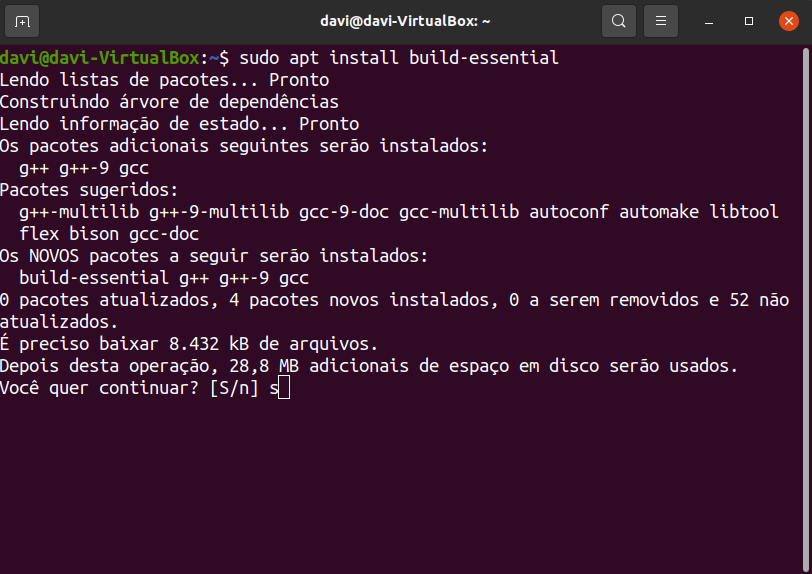 davi@davi-VirtualBox: ~
davi@davi-VirtualBox:~$ sudo apt install build-essential
Lendo listas de pacotes... Pronto
Construindo árvore de dependências
Lendo informação de estado... Pronto
Os pacotes adicionais seguintes serão instalados:
  g++ g++-9 gcc
Pacotes sugeridos:
  g++-multilib g++-9-multilib gcc-9-doc gcc-multilib autoconf automake libtool
  flex bison gcc-doc
Os NOVOS pacotes a seguir serão instalados:
  build-essential g++ g++-9 gcc
0 pacotes atualizados, 4 pacotes novos instalados, 0 a serem removidos e 52 não
atualizados.
É preciso baixar 8.432 kB de arquivos.
Depois desta operação, 28,8 MB adicionais de espaço em disco serão usados.
Você quer continuar? [S/n] s